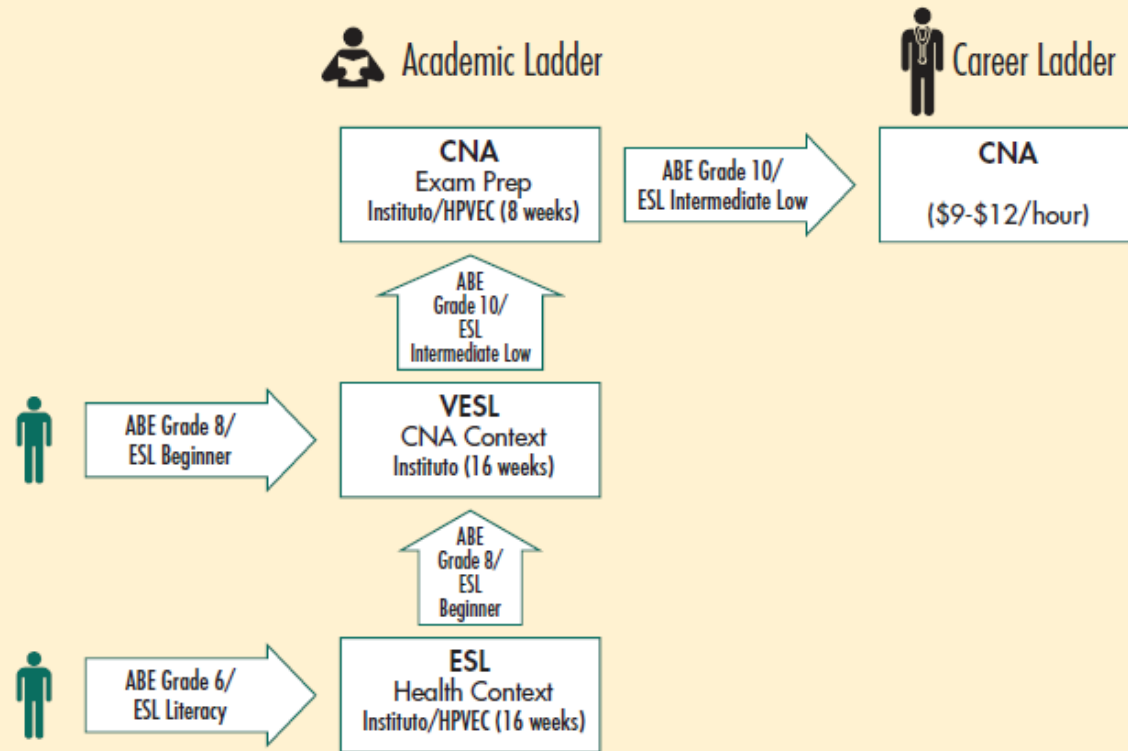 Academic Ladder
Career Ladder
CNA
Exam Prep
Instituto/HPVEC (8 weeks)
ABE Grade 10/
ESL Intermediate Low
CNA
($9-$12/hour)
ABE
Grade 10/
ESL
Intermediate Low
ABE Grade 8/
ESL Beginner
VESL
CNA Context
Instituto (16 weeks)
ABE
Grade 8/
ESL
Beginner
ABE Grade 6/
ESL Literacy
ESL
Health Context
Instituto/HPVEC (16 weeks)